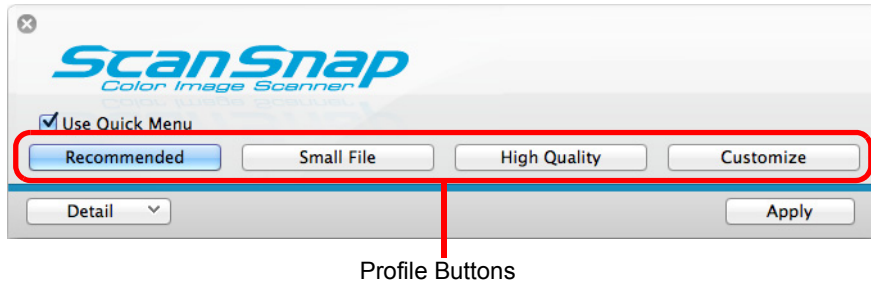 ScanSnap
Color Image Scanner
Use Quick Menu
Recommended Small File High Quality Customize
Detail Apply
Profile Buttons